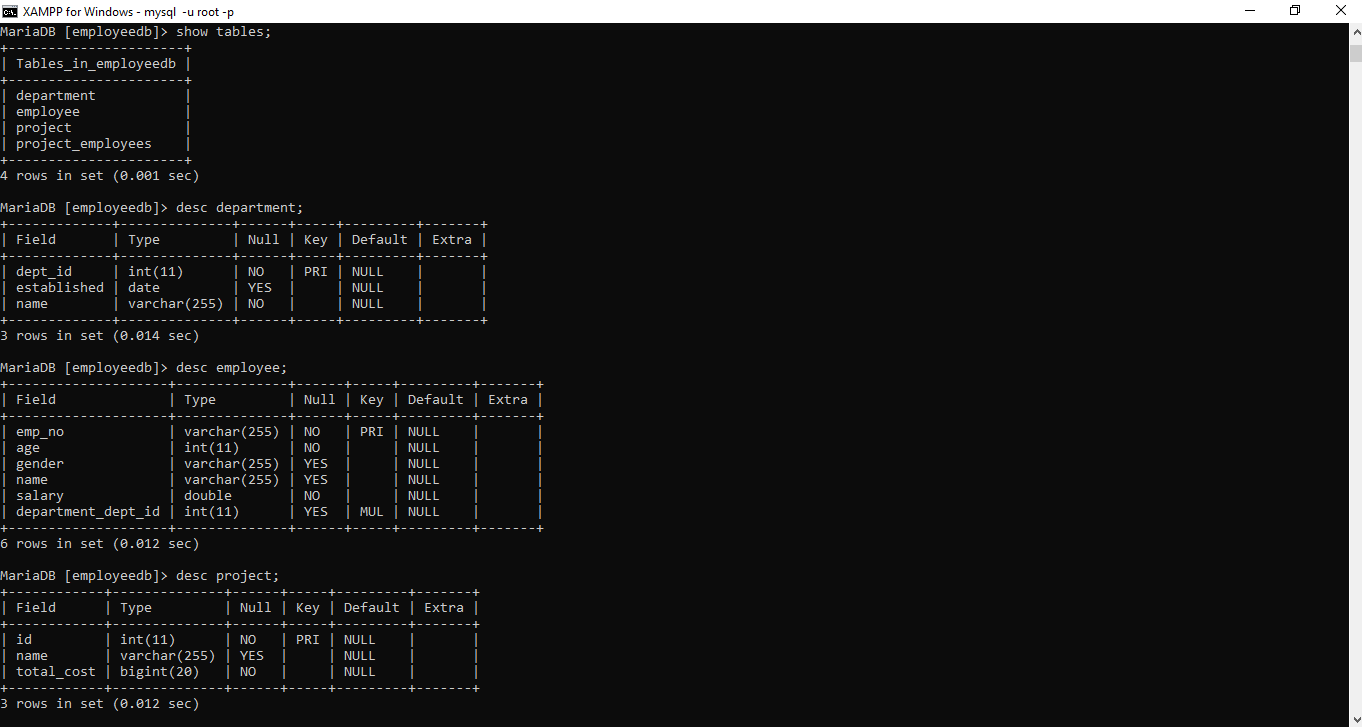 XAMPP for Windows - mysql  -u root -p
MariaDB [employeedb]> show tables;
+----------------------+
| Tables_in_employeedb |
+----------------------+
| department           |
| employee             |
| project              |
| project_employees    |
+----------------------+
4 rows in set (0.001 sec)
MariaDB [employeedb]> desc department;
+-------------+--------------+------+-----+---------+-------+
| Field       | Type         | Null | Key | Default | Extra |
+-------------+--------------+------+-----+---------+-------+
| dept_id     | int(11)      | NO   | PRI | NULL    |       |
| established | date         | YES  |     | NULL    |       |
| name        | varchar(255) | NO   |     | NULL    |       |
+-------------+--------------+------+-----+---------+-------+
3 rows in set (0.014 sec)
MariaDB [employeedb]> desc employee;
+--------------------+--------------+------+-----+---------+-------+
| Field              | Type         | Null | Key | Default | Extra |
+--------------------+--------------+------+-----+---------+-------+
| emp_no             | varchar(255) | NO   | PRI | NULL    |       |
| age                | int(11)      | NO   |     | NULL    |       |
| gender             | varchar(255) | YES  |     | NULL    |       |
| name               | varchar(255) | YES  |     | NULL    |       |
| salary             | double       | NO   |     | NULL    |       |
| department_dept_id | int(11)      | YES  | MUL | NULL    |       |
+--------------------+--------------+------+-----+---------+-------+
6 rows in set (0.012 sec)
MariaDB [employeedb]> desc project;
+------------+--------------+------+-----+---------+-------+
| Field      | Type         | Null | Key | Default | Extra |
+------------+--------------+------+-----+---------+-------+
| id         | int(11)      | NO   | PRI | NULL    |       |
| name       | varchar(255) | YES  |     | NULL    |       |
| total_cost | bigint(20)   | NO   |     | NULL    |       |
+------------+--------------+------+-----+---------+-------+
3 rows in set (0.012 sec)